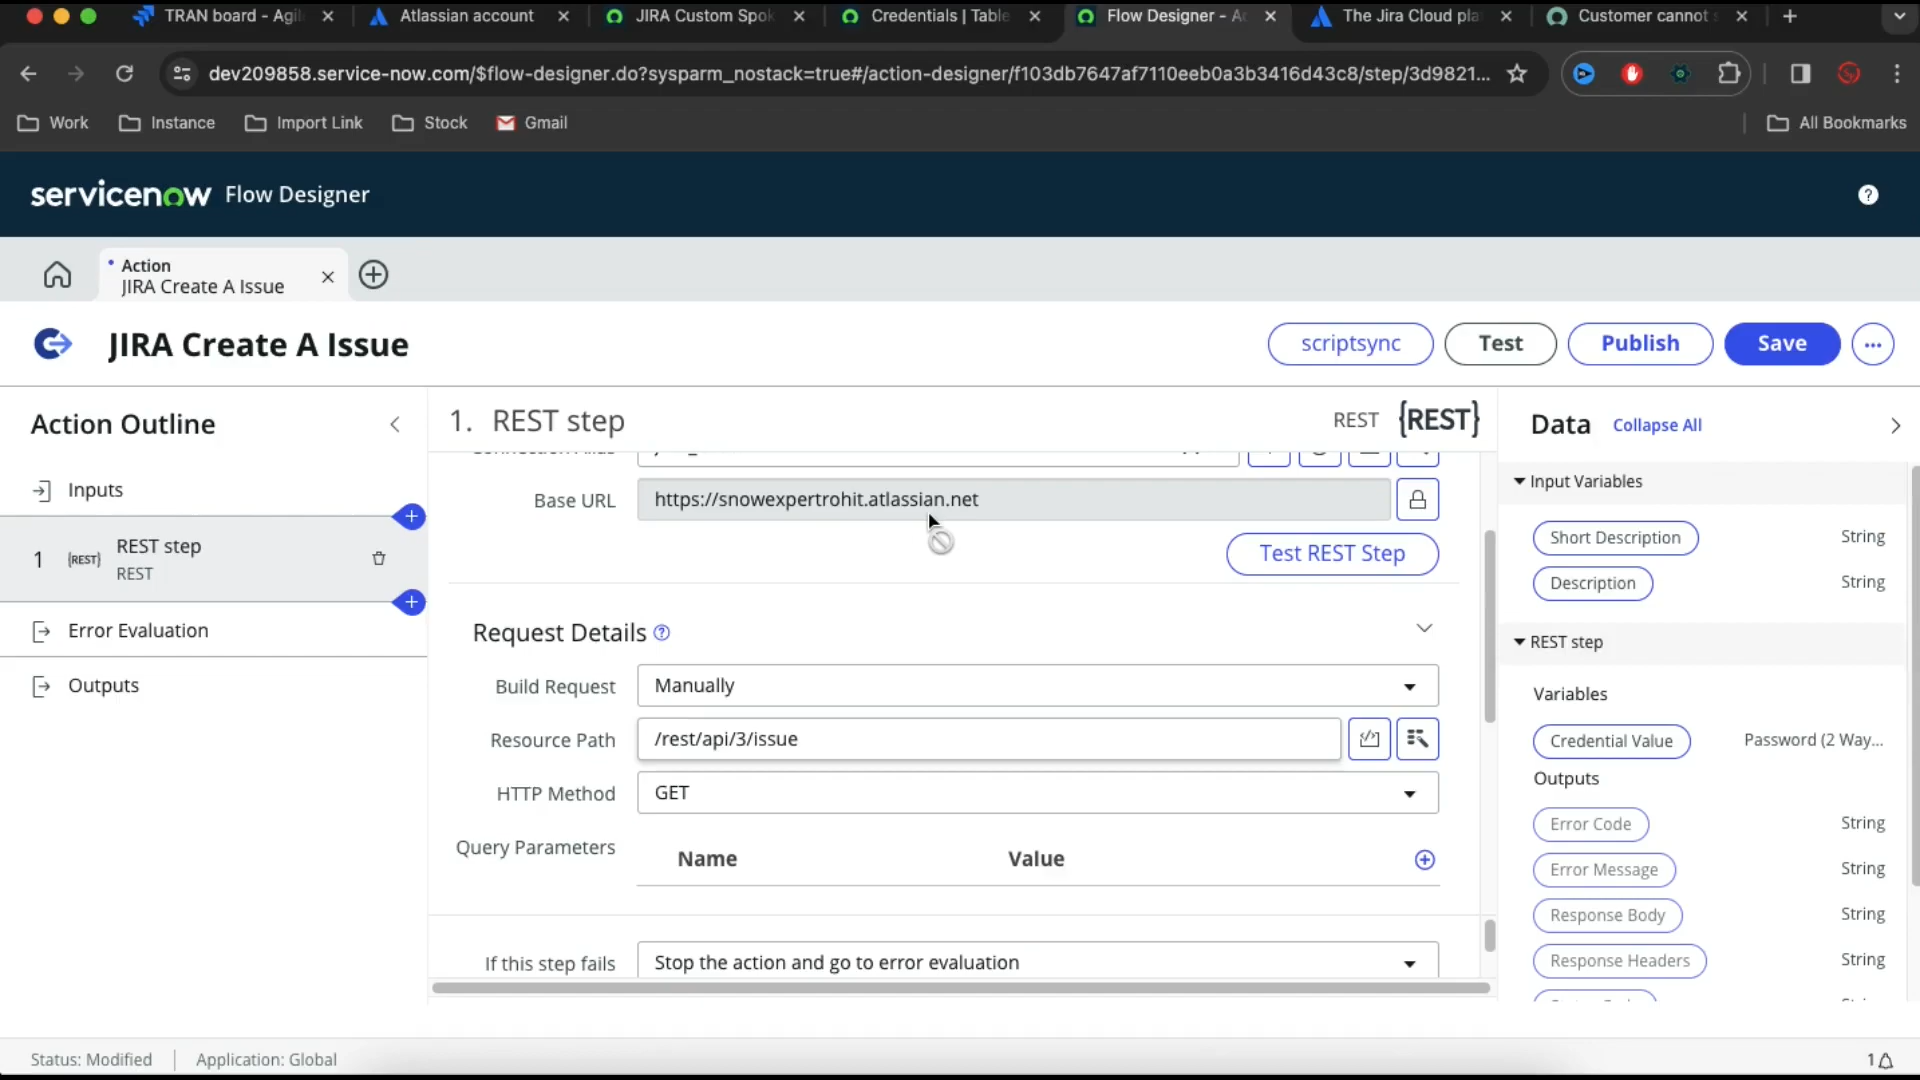 TRAN board - Agil
Atlassian account
JIRA Custom Spok
Credentials | Table
Flow Designer - Ac
The Jira Cloud pla
Customer cannot s
dev209858.service-now.com/$flow-designer.do?sysparm_nostack=true#/action-designer/f103db7647af7110eeb0a3b3416d43c8/step/3d9821...
Work
Instance
Import Link
Stock
Gmail
All Bookmarks
servicenow Flow Designer
Action
JIRA Create A Issue
JIRA Create A Issue
scriptsync
Test
Publish
Save
Action Outline
Inputs
1
{REST}
REST step
REST
Error Evaluation
Outputs
1. REST step
REST {REST}
Base URL
https://snowexpertrohit.atlassian.net
Test REST Step
Request Details
Build Request
Manually
Resource Path
/rest/api/3/issue
HTTP Method
GET
Query Parameters
Name
Value
If this step fails
Stop the action and go to error evaluation
Data Collapse All
Input Variables
Short Description String
Description String
REST step
Variables
Credential Value Password (2 Way...
Outputs
Error Code String
Error Message String
Response Body String
Response Headers String
Status: Modified
Application: Global
1